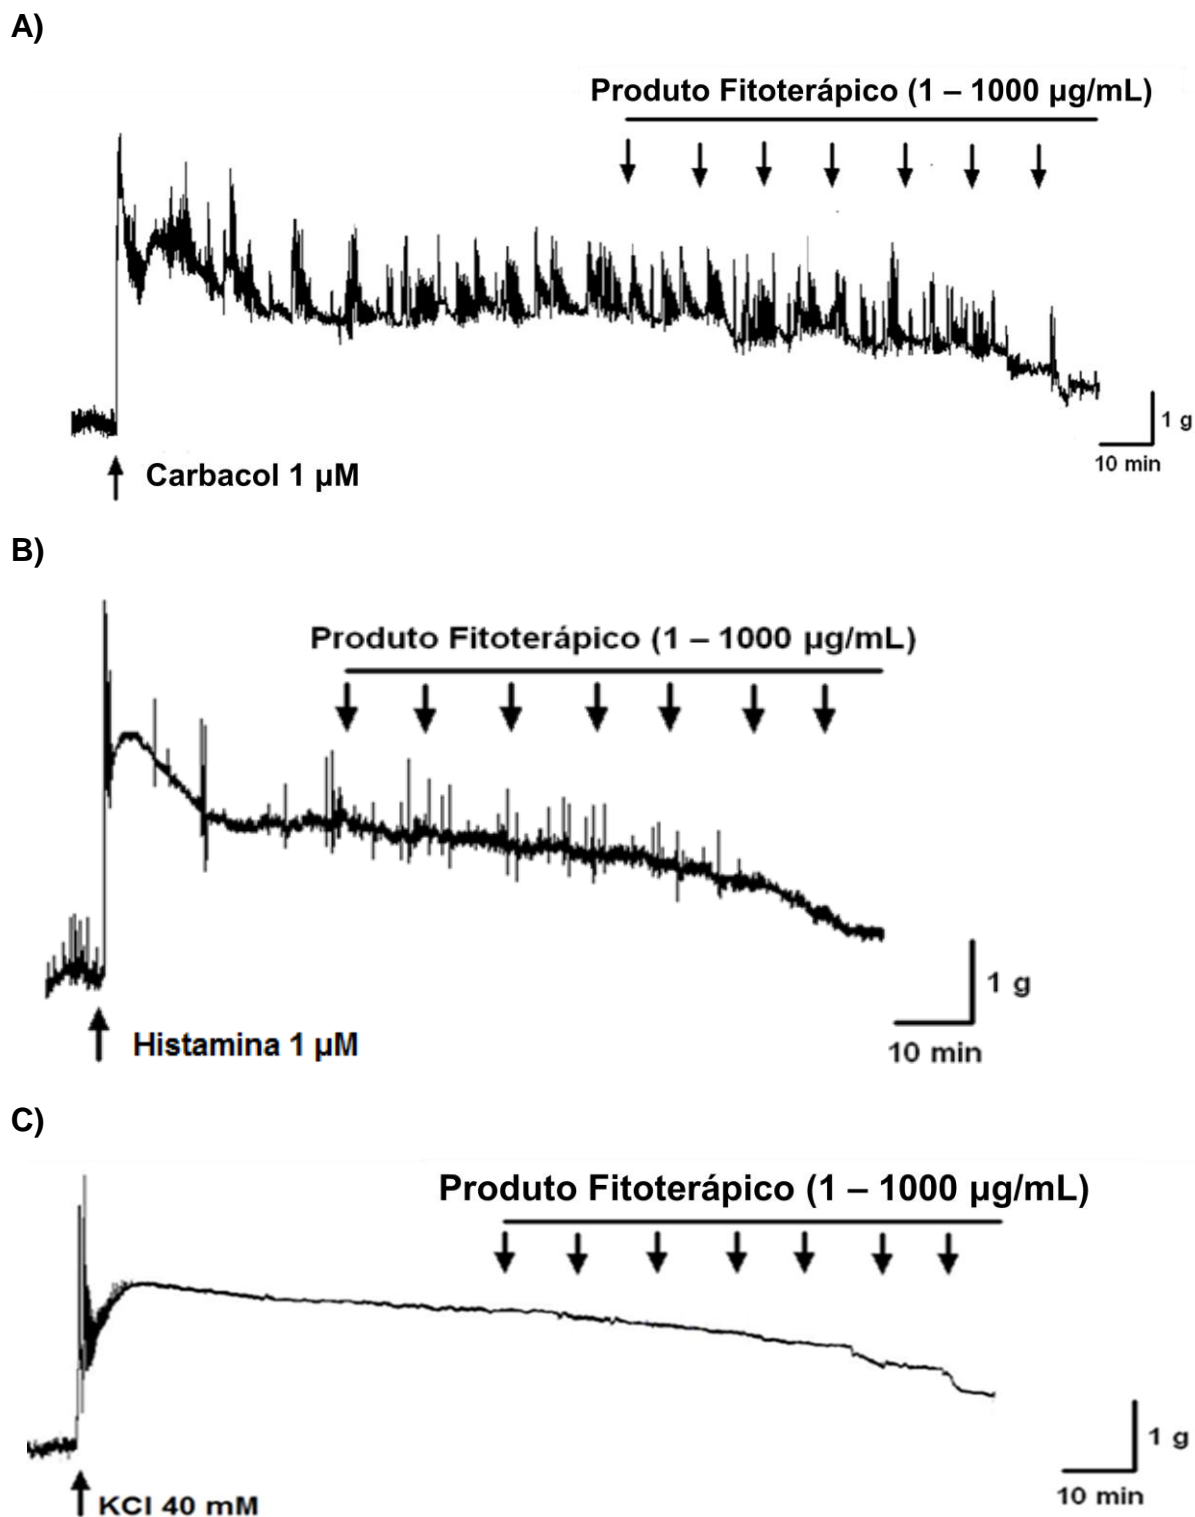 A)
Produto Fitoterápico (1 – 1000 µg/mL)
1 g
10 min
Carbacol 1 µM
B)
Produto Fitoterápico (1 – 1000 µg/mL)
1 g
Histamina 1 µM
10 min
C)
Produto Fitoterápico (1 – 1000 µg/mL)
1 g
10 min
KCl 40 mM